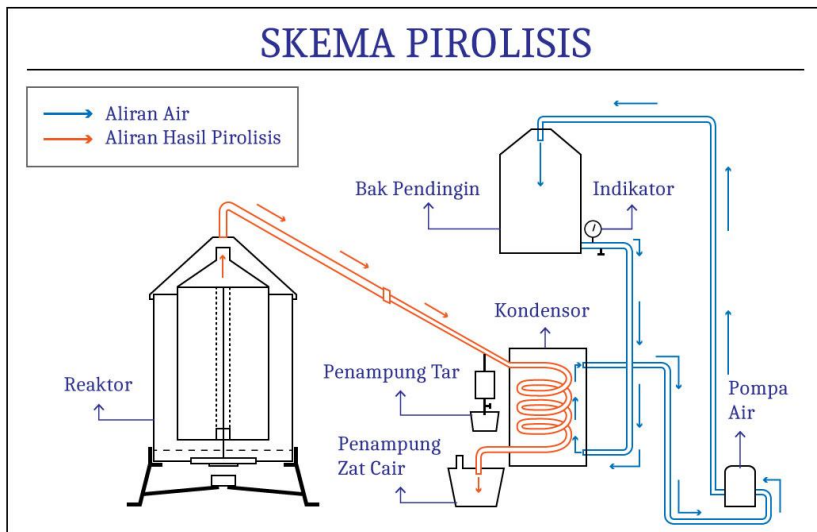 SKEMA PIROLISIS
Aliran Air
Aliran Hasil Pirolisis
Bak Pendingin
Indikator
Kondensor
Reaktor
Penampung Tar
Pompa
Air
Penampung
Zat Cair